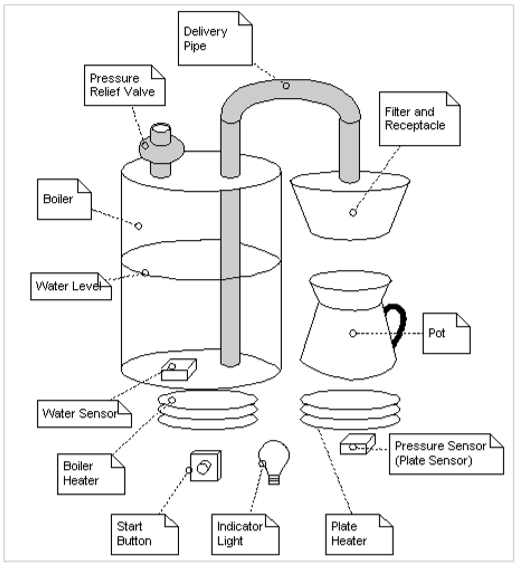 Delivery
Pipe
Pressure
Relief Valve
Filter and
Receptacle
Boiler
Water Level
Pot
Water Sensor
Pressure Sensor
(Plate Sensor)
Boiler
Heater
Start
Button
Indicator
Light
Plate
Heater